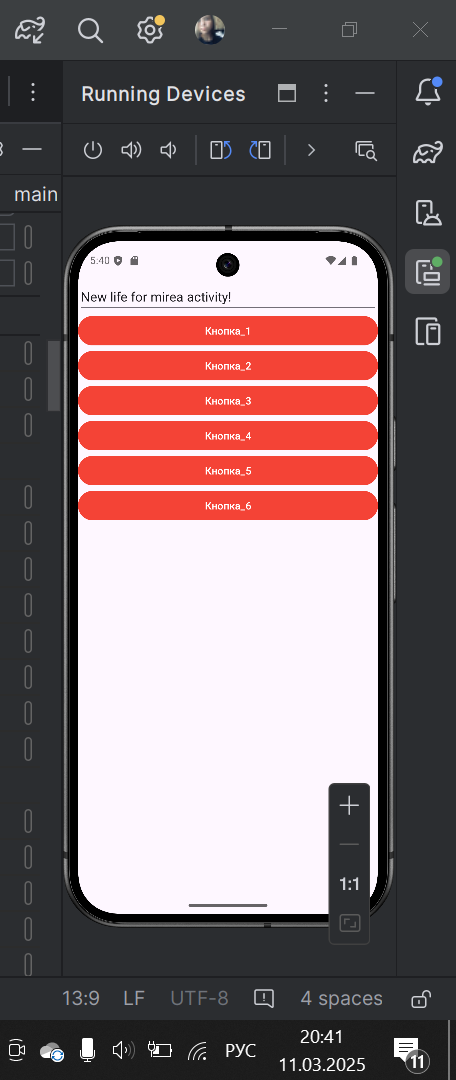 Running Devices
main
5:40
New life for mirea activity!
Кнопка_1
Кнопка_2
Кнопка_3
Кнопка_4
Кнопка_5
Кнопка_6
1:1
13:9 LF UTF-8 4 spaces
РУС
20:41
11.03.2025
11